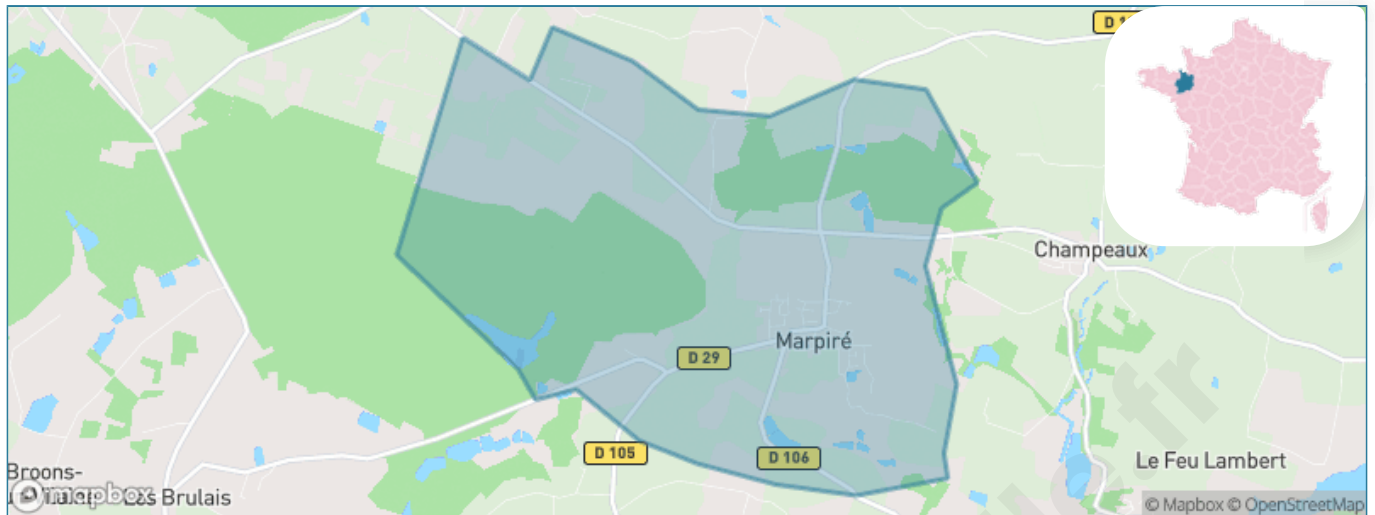 D 1
Champeaux
Marpiré
D 29
D 105
D 106
Le Feu Lambert
Broons-
Les Brulais
mapbox
© Mapbox © OpenStreetMap